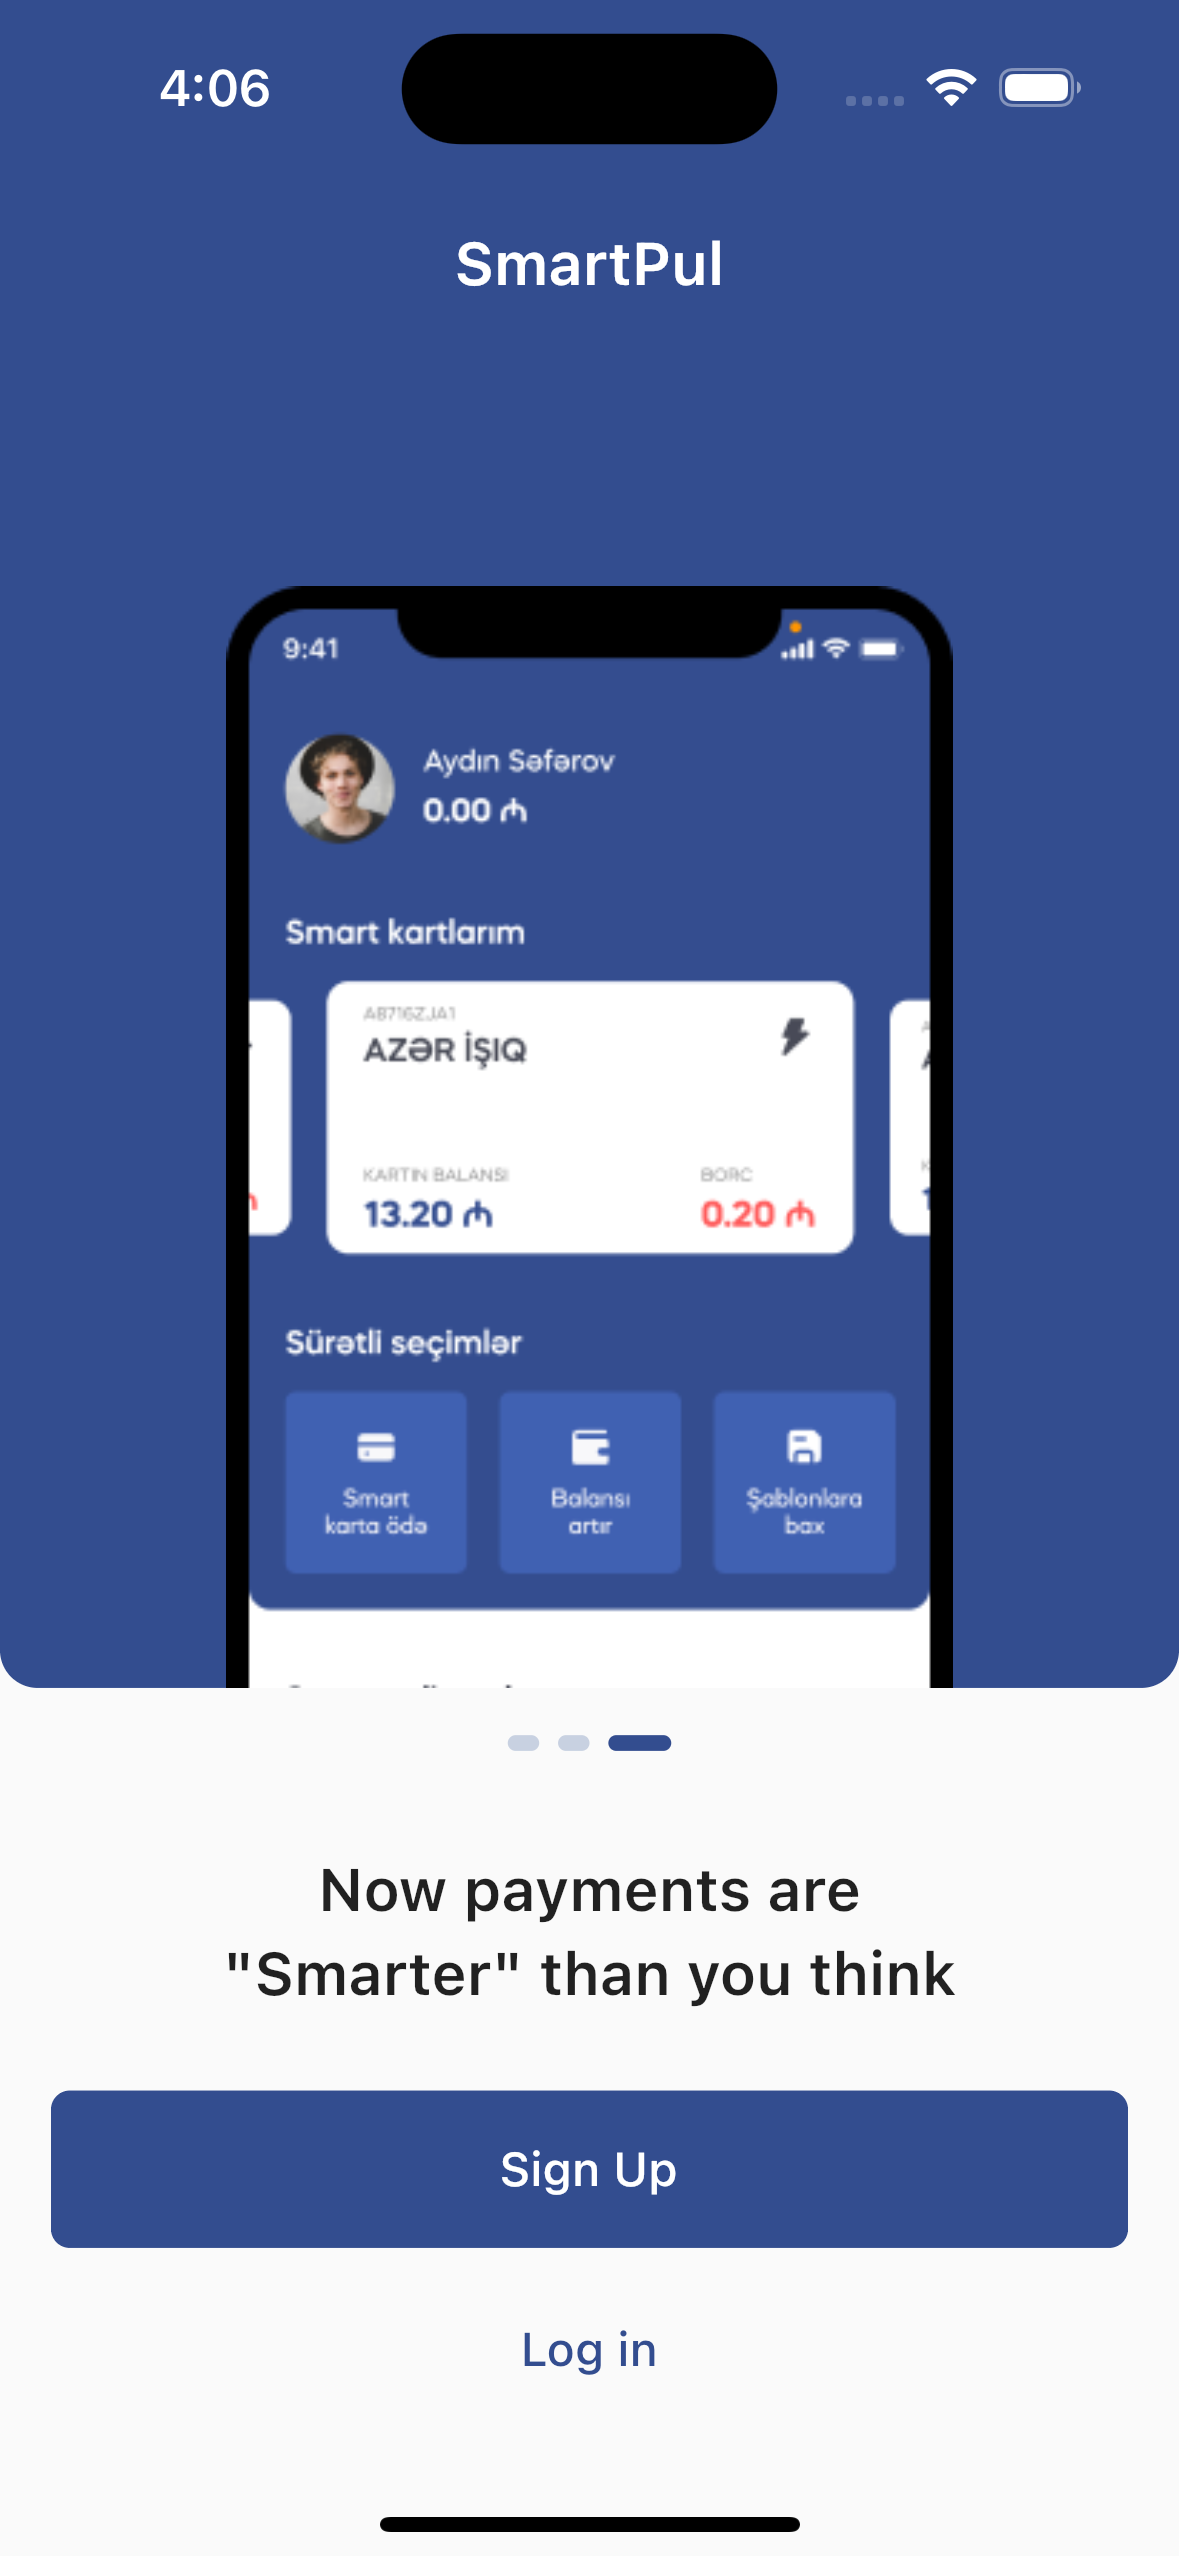 4:06
SmartPul
9:41
Aydın Səfərov
0.00 ₼
Smart kartlarım
AB716ZJA1
AZƏR İŞIQ
KARTIN BALANSI
BORC
13.20 ₼
0.20 ₼
Sürətli seçimlər
Smart
karta ödə
Balansı
artır
Şablonlara
bax
Now payments are
"Smarter" than you think
Sign Up
Log in